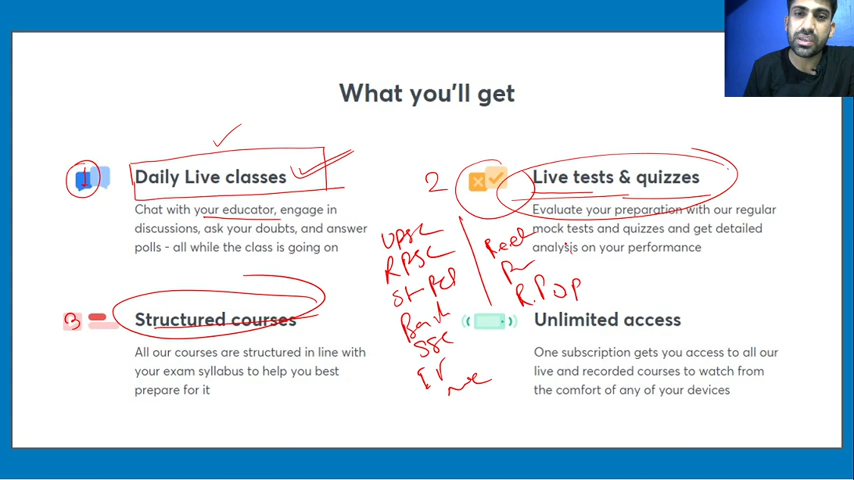 What you'll get
1
Daily Live classes
Chat with your educator, engage in
discussions, ask your doubts, and answer
polls - all while the class is going on
2
Live tests & quizzes
Evaluate your preparation with our regular
mock tests and quizzes and get detailed
analysis on your performance
UPSC
RPSC
SSC
3
Structured courses
All our courses are structured in line with
your exam syllabus to help you best
prepare for it
Unlimited access
One subscription gets you access to all our
live and recorded courses to watch from
the comfort of any of your devices